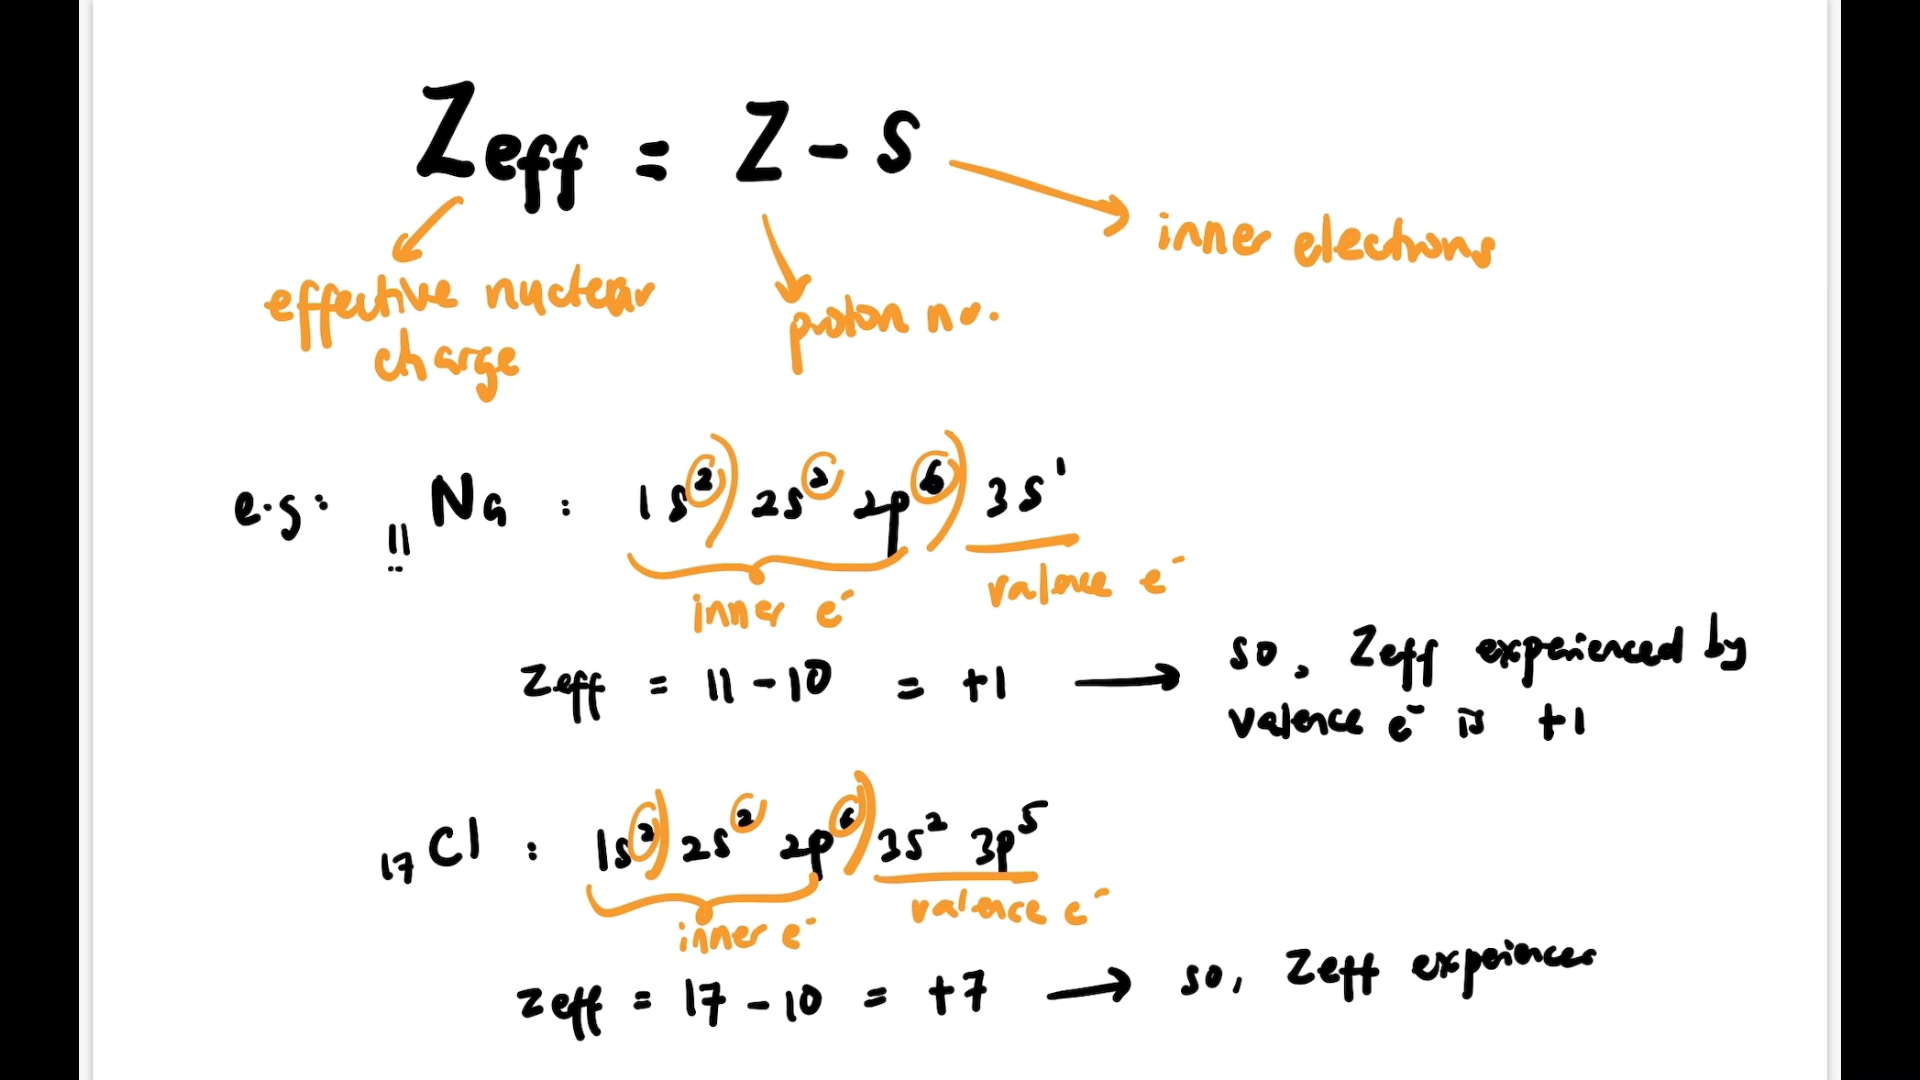 Zeff = Z - S
inner electrons
effective nuclear
charge
proton no.
e.g: ₁₁Na : 1s² 2s² 2p⁶ 3s¹
inner e⁻
valence e⁻
Zeff = 11 - 10 = +1 → so, Zeff experienced by
valence e⁻ is +1
₁₇Cl : 1s² 2s² 2p⁶ 3s² 3p⁵
inner e⁻
valence e⁻
Zeff = 17 - 10 = +7 → so, Zeff